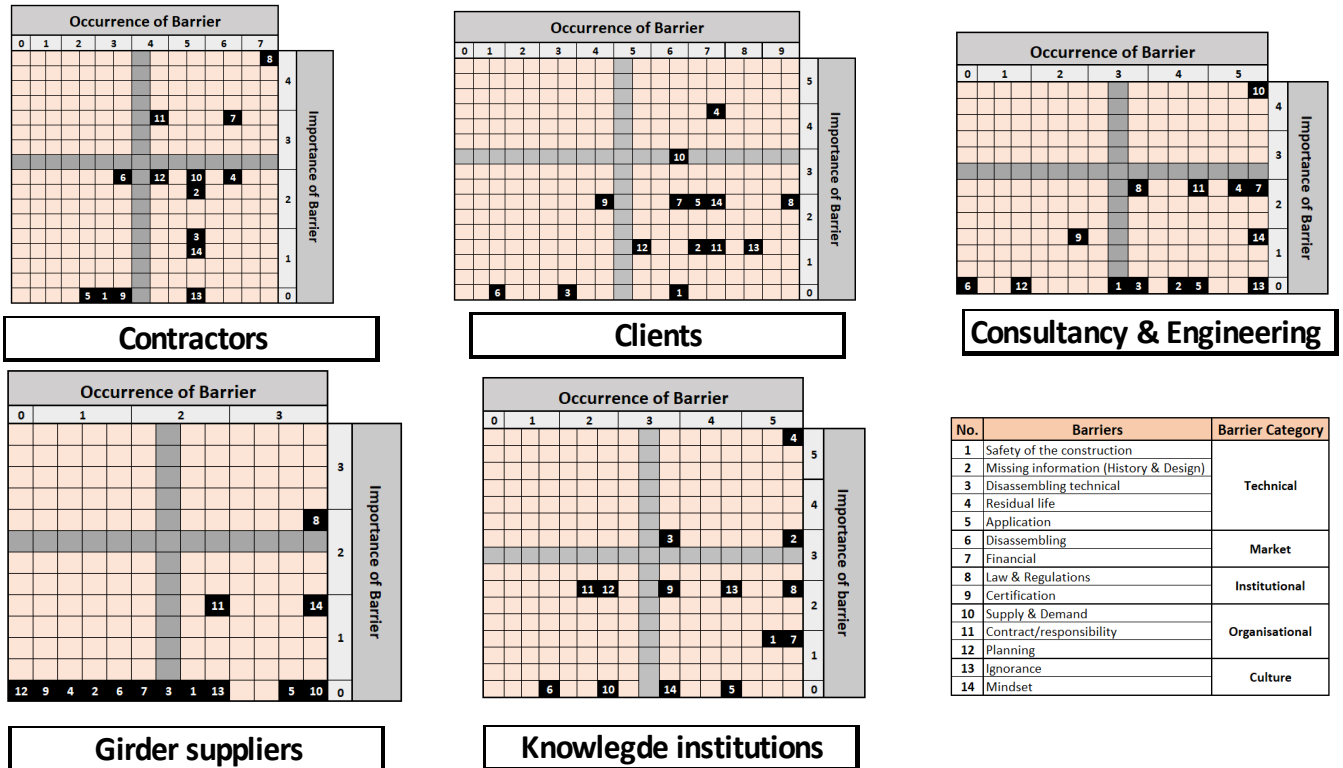 Occurrence of Barrier
0 1 2 3 4 5 6 7
8
4
11 7
3
6 12 10 4
2
2
3
14
1
5 1 9 13 0
Importance of Barrier
Contractors
Occurrence of Barrier
0 1 2 3 4 5 6 7 8 9
5
4
4
10
3
9 7 5 14 8
2
12 2 11 13
1
6 3 1 0
Importance of Barrier
Clients
Occurrence of Barrier
0 1 2 3 4 5
10
4
3
8 11 4 7
2
9 14
1
6 12 1 3 2 5 13 0
Importance of Barrier
Consultancy & Engineering
Occurrence of Barrier
0 1 2 3
3
8
2
11 14
1
12 9 4 2 6 7 3 1 13 5 10 0
Importance of Barrier
Girder suppliers
Occurrence of Barrier
0 1 2 3 4 5
4
5
4
3 2
3
11 12 9 13 8
2
1 7
1
6 10 14 5 0
Importance of barrier
Knowlegde institutions
No. Barriers Barrier Category
1 Safety of the construction
2 Missing information (History & Design)
3 Disassembling technical Technical
4 Residual life
5 Application
6 Disassembling Market
7 Financial
8 Law & Regulations Institutional
9 Certification
10 Supply & Demand
11 Contract/responsibility Organisational
12 Planning
13 Ignorance Culture
14 Mindset